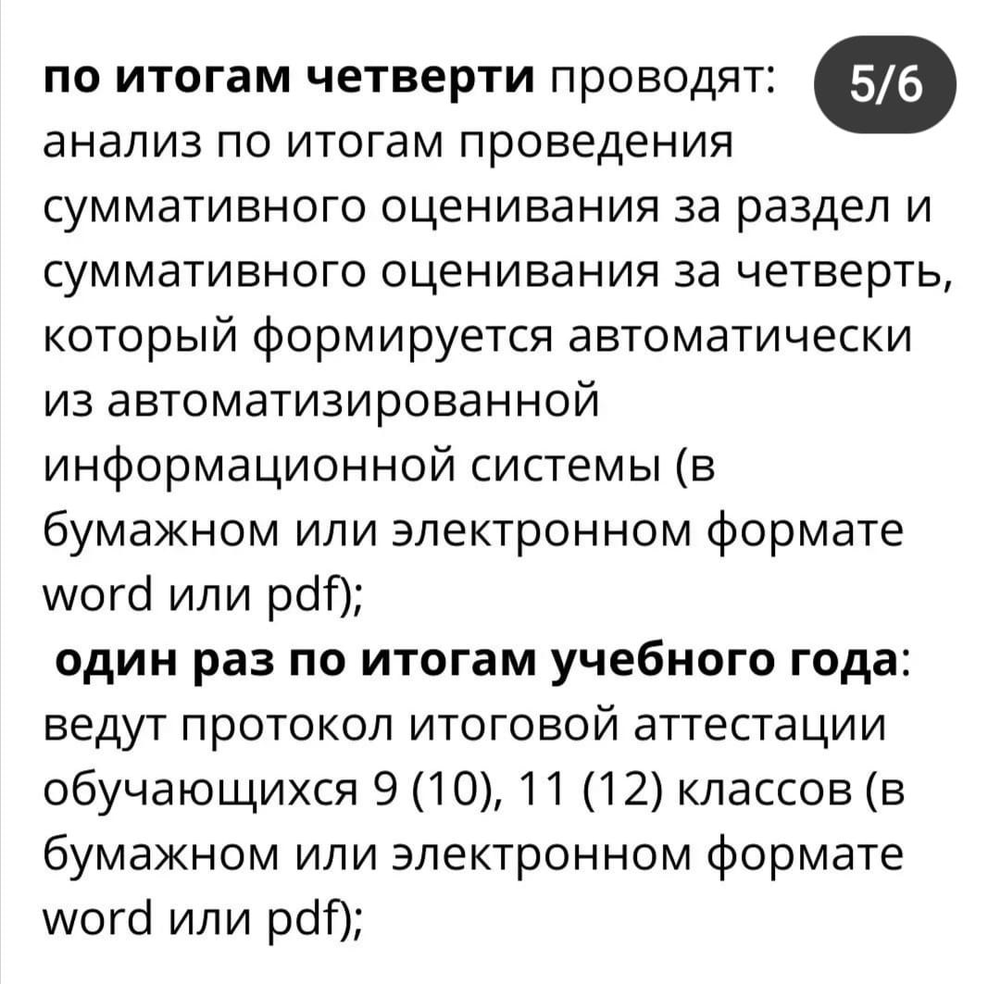 по итогам четверти проводят:
5/6
анализ по итогам проведения
суммативного оценивания за раздел и
суммативного оценивания за четверть,
который формируется автоматически
из автоматизированной
информационной системы (в
бумажном или электронном формате
word или pdf);
один раз по итогам учебного года:
ведут протокол итоговой аттестации
обучающихся 9 (10), 11 (12) классов (в
бумажном или электронном формате
word или pdf);